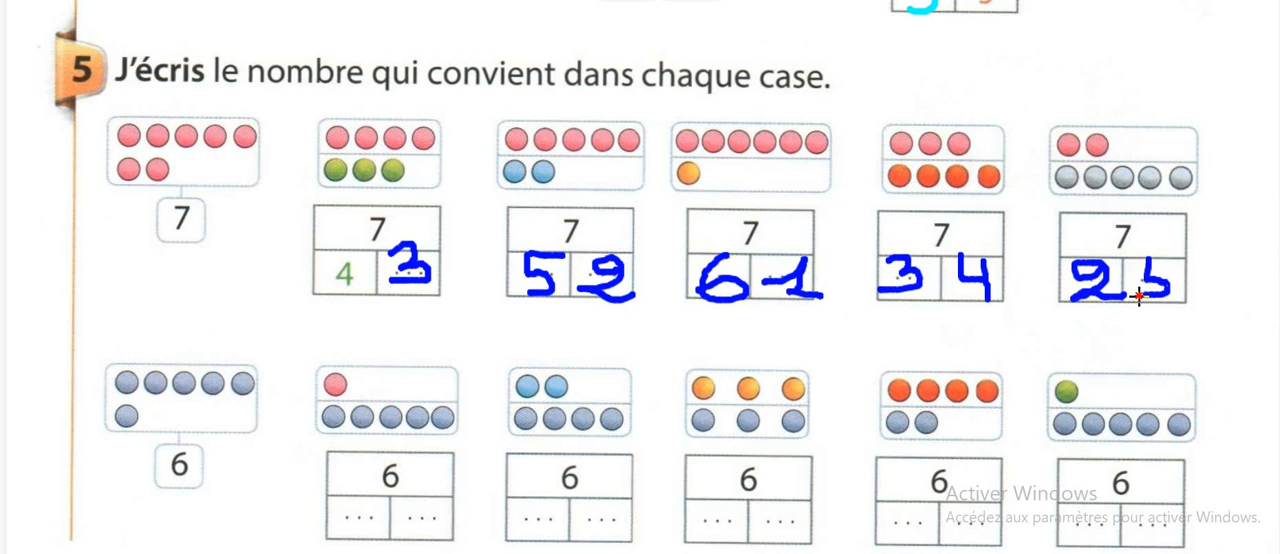 5 J'écris le nombre qui convient dans chaque case.
7 7 7 7 7 7
4 3 5 2 6 1 3 4 2 5
6 6 6 6 6 6
... ... ... ... ... ... ... ... ... ...
Activer Windows
Accédez aux paramètres pour activer Windows.